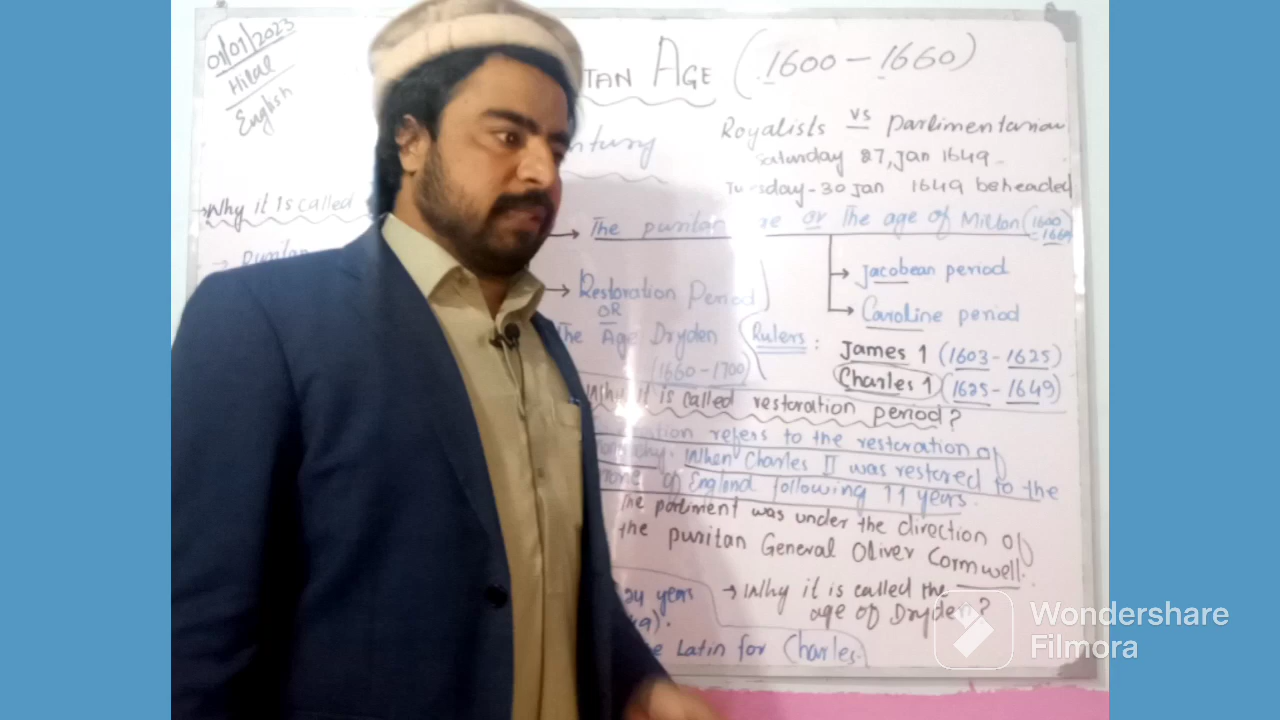 01/01/2023
Hilal
English
TAN AGE (1600 - 1660)
ntury
Royalists vs Parlimentarian
Saturday 27, Jan 1649
Tuesday - 30 Jan 1649 beheaded
→ Why it is called
→ Puritan
→ The puritan or The age of Milton (1600
- 1660
→ Jacobean period
→ Caroline period
→ Restoration Period
OR
The Age Dryden
(1660 - 1700)
Rulers :
James 1 (1603 - 1625)
Charles 1 (1625 - 1649)
Why it is called restoration period?
ation refers to the restoration of
When Charles II was restored to the
of England following 11 years.
The parliment was under the direction of
the puritan General Oliver Cormwell.
24 years
→ Why it is called the
age of Dryden?
Latin for Charles.
Wondershare
Filmora